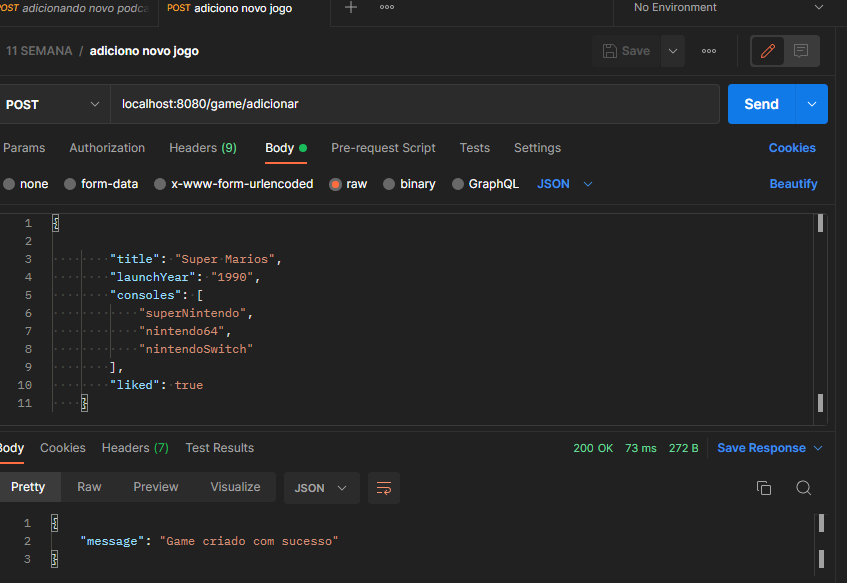 POST adicionando novo podca
POST adiciono novo jogo
No Environment
11 SEMANA / adiciono novo jogo
Save
POST
localhost:8080/game/adicionar
Send
Params Authorization Headers (9) Body Pre-request Script Tests Settings Cookies
none form-data x-www-form-urlencoded raw binary GraphQL JSON Beautify
1 {
2
3 "title": "Super Marios",
4 "launchYear": "1990",
5 "consoles": [
6 "superNintendo",
7 "nintendo64",
8 "nintendoSwitch"
9 ],
10 "liked": true
11 }
Body Cookies Headers (7) Test Results 200 OK 73 ms 272 B Save Response
Pretty Raw Preview Visualize JSON
1 {
2 "message": "Game criado com sucesso"
3 }